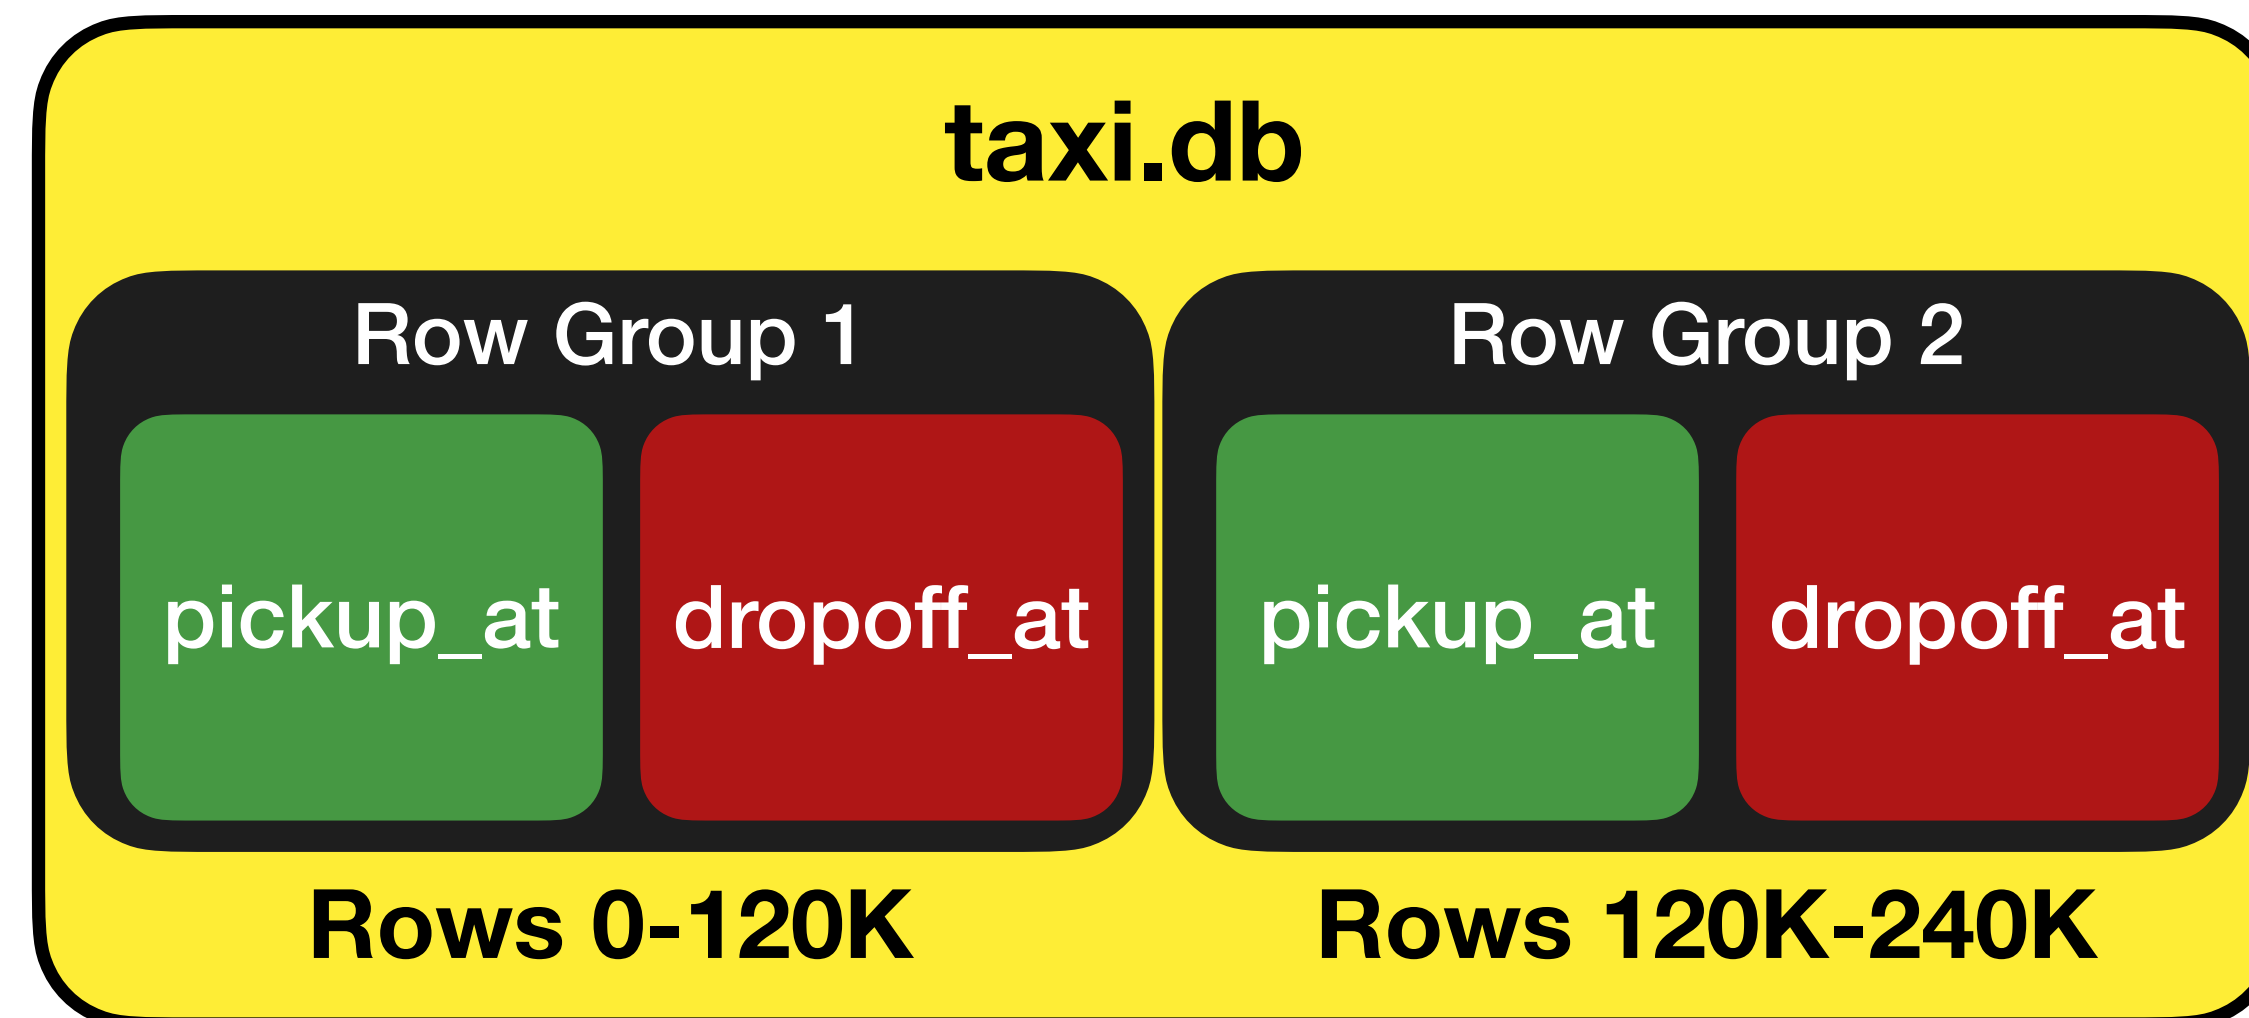 taxi.db
Row Group 1
Row Group 2
pickup_at
dropoff_at
pickup_at
dropoff_at
Rows 0-120K
Rows 120K-240K